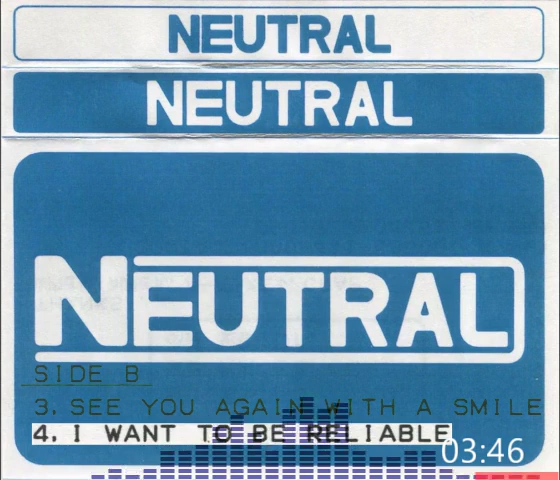 NEUTRAL
NEUTRAL
NEUTRAL
SIDE B
3. SEE YOU AGAIN WITH A SMILE
4. I WANT TO BE RELIABLE
03:46